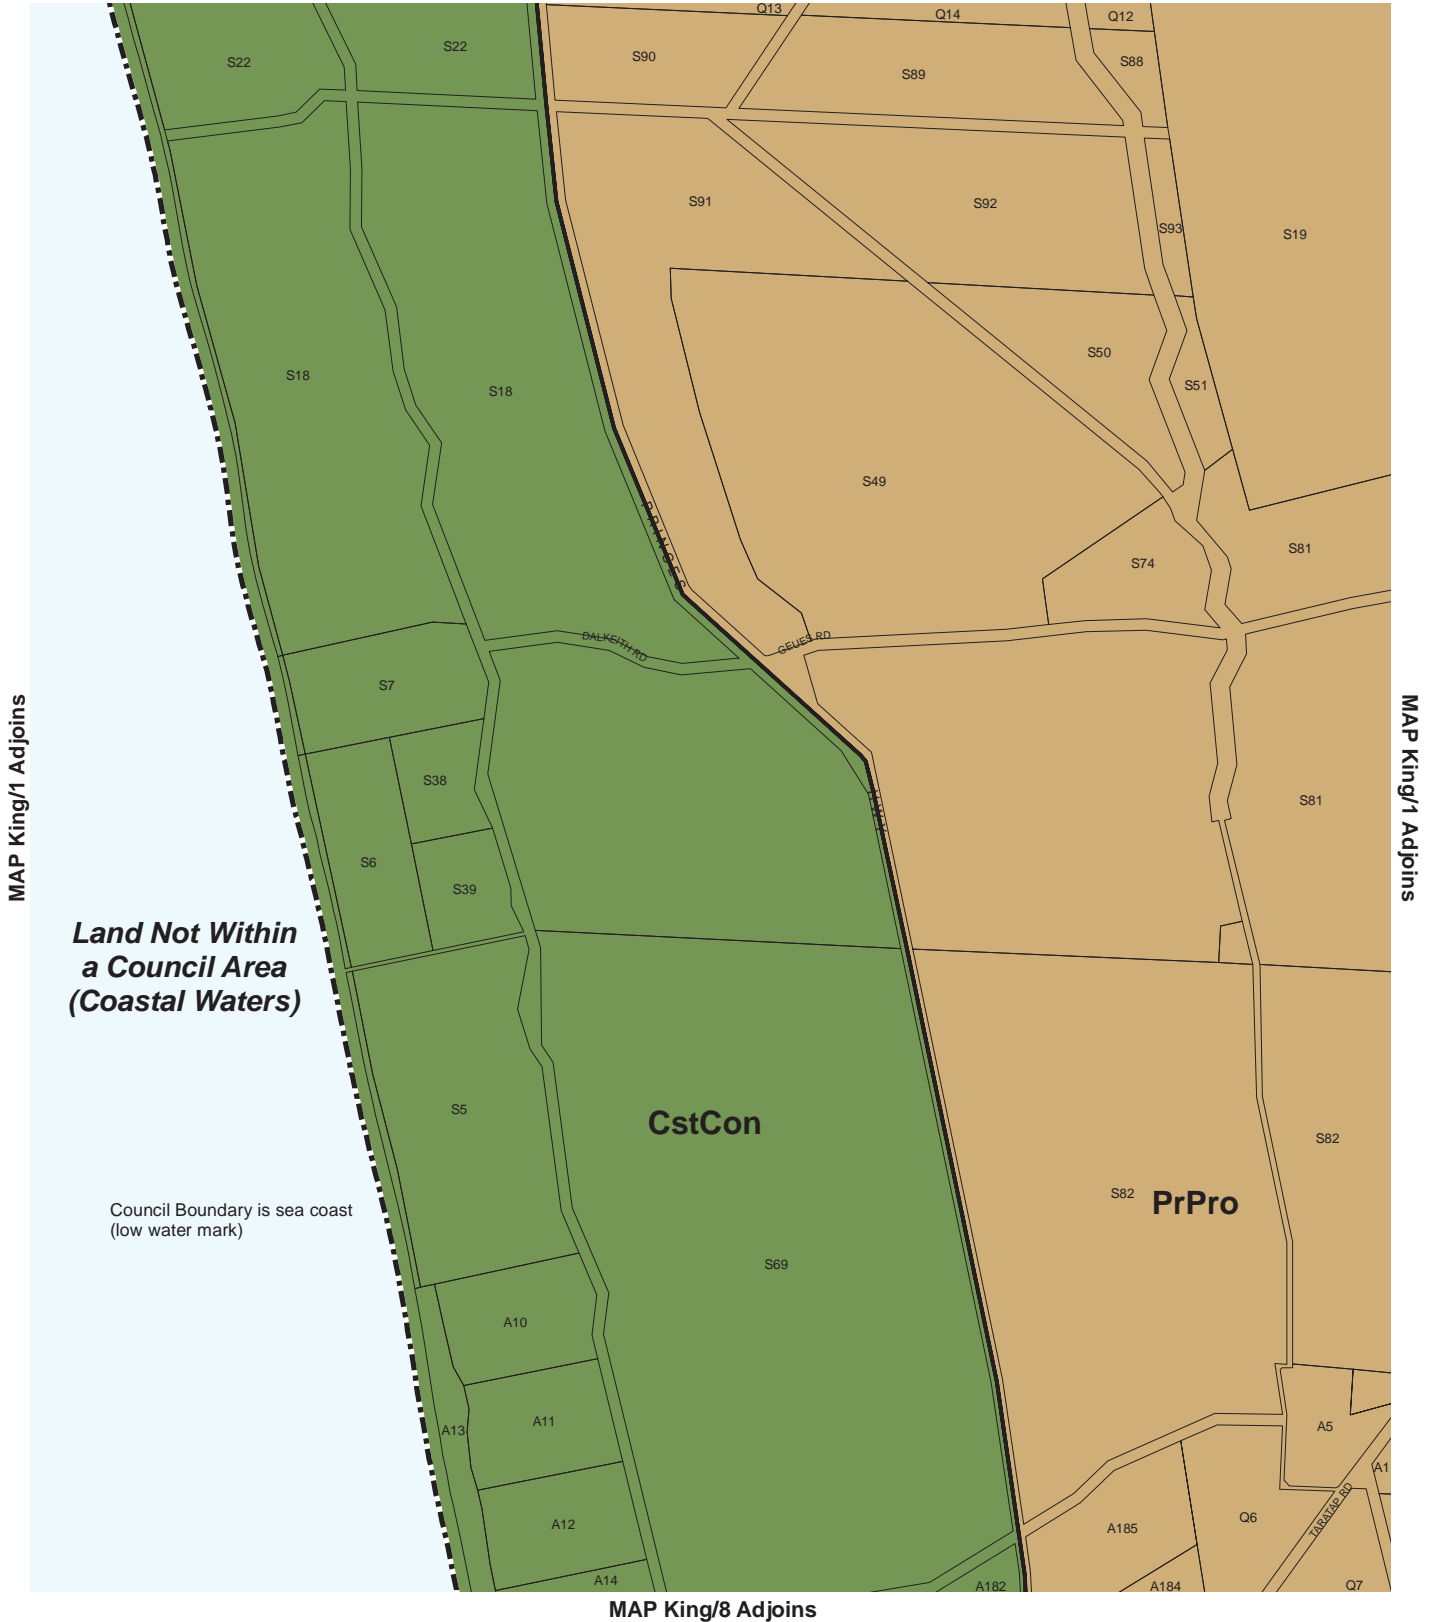 Q13
Q14
Q12
S22
S22
S90
S89
S88
S91
S92
S93
S19
S18
S18
S50
S51
S49
S81
S74
PRINCES
DALKEITH RD
GEUES RD
S7
MAP King/1 Adjoins
MAP King/1 Adjoins
S38
S81
HWY
S6
S39
Land Not Within
a Council Area
(Coastal Waters)
S5
CstCon
S82
S82
PrPro
Council Boundary is sea coast
(low water mark)
S69
A10
A13
A11
A5
A1
A12
A185
Q6
TARATAP RD
A14
A182
A184
Q7
MAP King/8 Adjoins